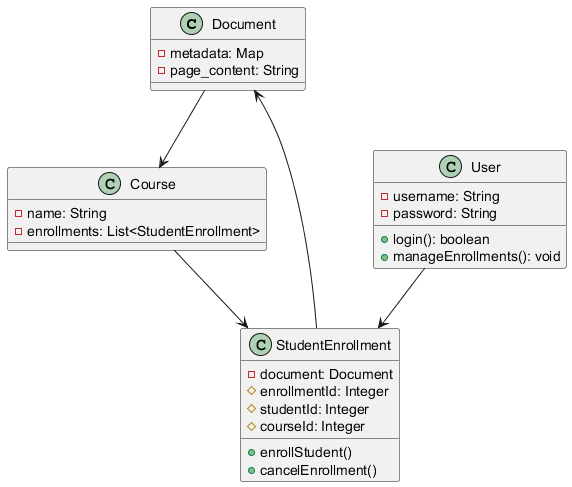 C Document
metadata: Map
page_content: String
C Course
name: String
enrollments: List<StudentEnrollment>
C User
username: String
password: String
login(): boolean
manageEnrollments(): void
C StudentEnrollment
document: Document
enrollmentId: Integer
studentId: Integer
courseId: Integer
enrollStudent()
cancelEnrollment()